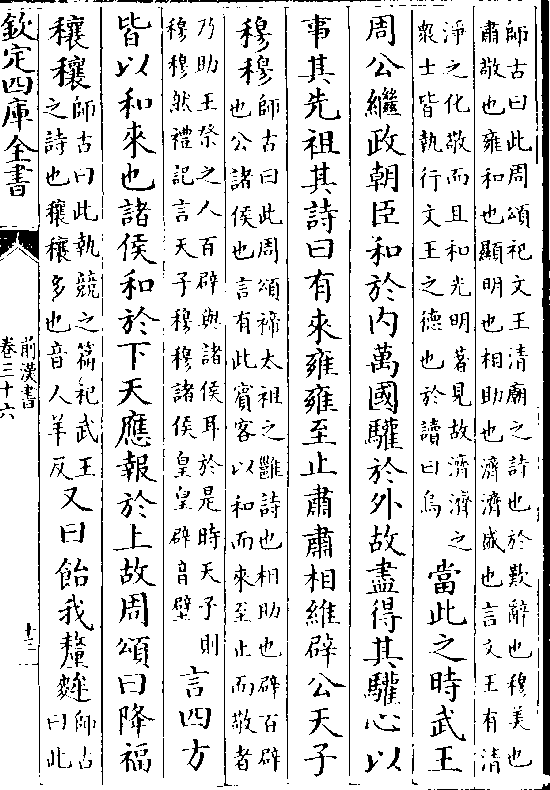 師古曰此周頌祀文王清廟之詩也於歎辭也穆美也
肅敬也雍和也顯明也相助也濟濟盛也言文王有清
淨之化敬而且和光明著見故濟濟之
衆士皆執行文王之德也於讀曰烏
當此之時武王
周公繼政朝臣和於内萬國驩於外故盡得其驩心以
事其先祖其詩曰有來雍雍至止肅肅相維辟公天子
穆穆
師古曰此周頌禘太祖之雝詩也相助也辟百辟
也公諸侯也言有此賓客以和而來至止而敬者
乃助王祭之人百辟與諸侯耳於是時天子則
穆穆然禮記言天子穆穆諸侯皇皇辟音璧
言四方
皆以和來也諸侯和於下天應報於上故周頌曰降福
穰穰
師古曰此執競之篇祀武王
之詩也穰穰多也音人羊反
又曰飴我釐麰
師古
曰此
欽定四庫全書
前漢書
卷三十六
十三